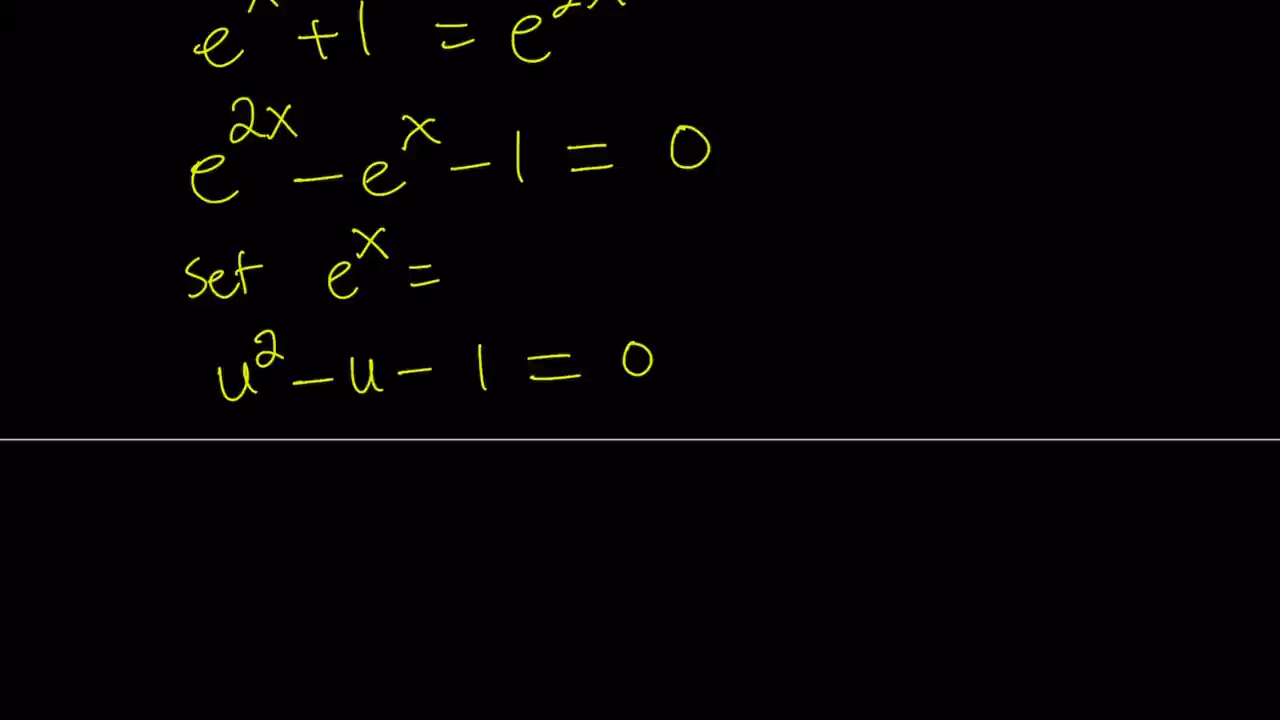 e^x + 1 = e^2x
e^2x - e^x - 1 = 0
set e^x =
u^2 - u - 1 = 0